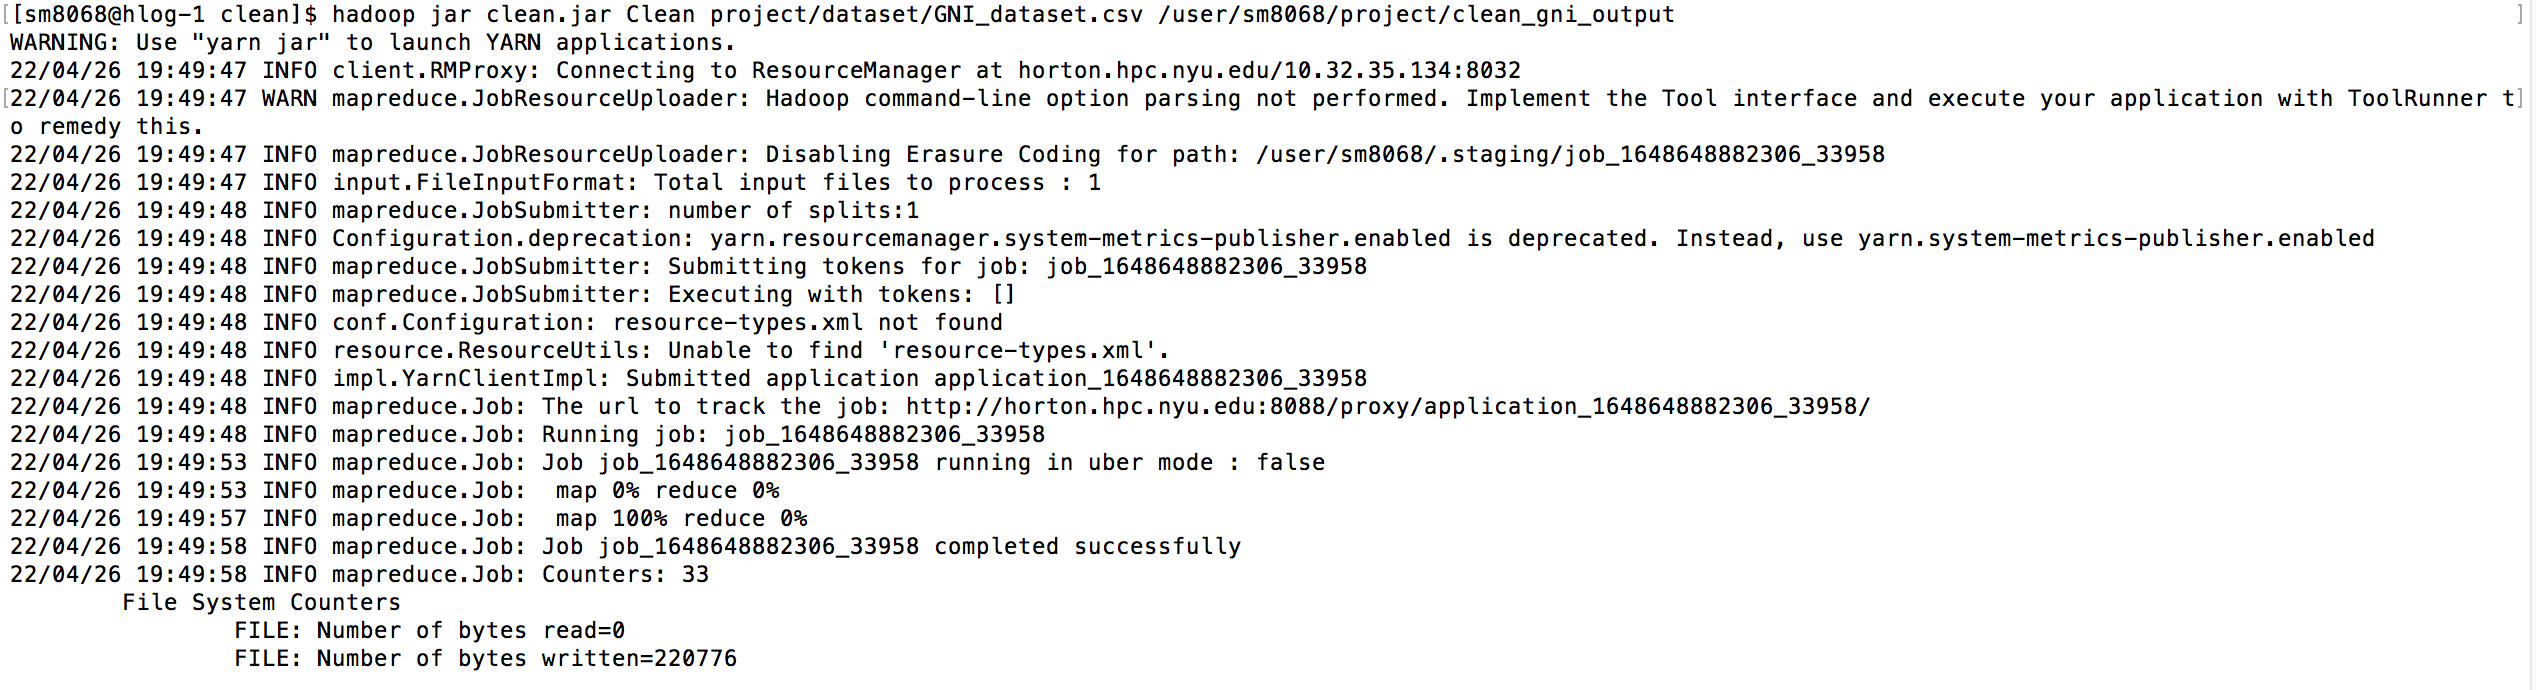 [[sm8068@hlog-1 clean]$ hadoop jar clean.jar Clean project/dataset/GNI_dataset.csv /user/sm8068/project/clean_gni_output ]
WARNING: Use "yarn jar" to launch YARN applications.
22/04/26 19:49:47 INFO client.RMProxy: Connecting to ResourceManager at horton.hpc.nyu.edu/10.32.35.134:8032
[22/04/26 19:49:47 WARN mapreduce.JobResourceUploader: Hadoop command-line option parsing not performed. Implement the Tool interface and execute your application with ToolRunner t]
o remedy this.
22/04/26 19:49:47 INFO mapreduce.JobResourceUploader: Disabling Erasure Coding for path: /user/sm8068/.staging/job_1648648882306_33958
22/04/26 19:49:47 INFO input.FileInputFormat: Total input files to process : 1
22/04/26 19:49:48 INFO mapreduce.JobSubmitter: number of splits:1
22/04/26 19:49:48 INFO Configuration.deprecation: yarn.resourcemanager.system-metrics-publisher.enabled is deprecated. Instead, use yarn.system-metrics-publisher.enabled
22/04/26 19:49:48 INFO mapreduce.JobSubmitter: Submitting tokens for job: job_1648648882306_33958
22/04/26 19:49:48 INFO mapreduce.JobSubmitter: Executing with tokens: []
22/04/26 19:49:48 INFO conf.Configuration: resource-types.xml not found
22/04/26 19:49:48 INFO resource.ResourceUtils: Unable to find 'resource-types.xml'.
22/04/26 19:49:48 INFO impl.YarnClientImpl: Submitted application application_1648648882306_33958
22/04/26 19:49:48 INFO mapreduce.Job: The url to track the job: http://horton.hpc.nyu.edu:8088/proxy/application_1648648882306_33958/
22/04/26 19:49:48 INFO mapreduce.Job: Running job: job_1648648882306_33958
22/04/26 19:49:53 INFO mapreduce.Job: Job job_1648648882306_33958 running in uber mode : false
22/04/26 19:49:53 INFO mapreduce.Job:  map 0% reduce 0%
22/04/26 19:49:57 INFO mapreduce.Job:  map 100% reduce 0%
22/04/26 19:49:58 INFO mapreduce.Job: Job job_1648648882306_33958 completed successfully
22/04/26 19:49:58 INFO mapreduce.Job: Counters: 33
File System Counters
FILE: Number of bytes read=0
FILE: Number of bytes written=220776